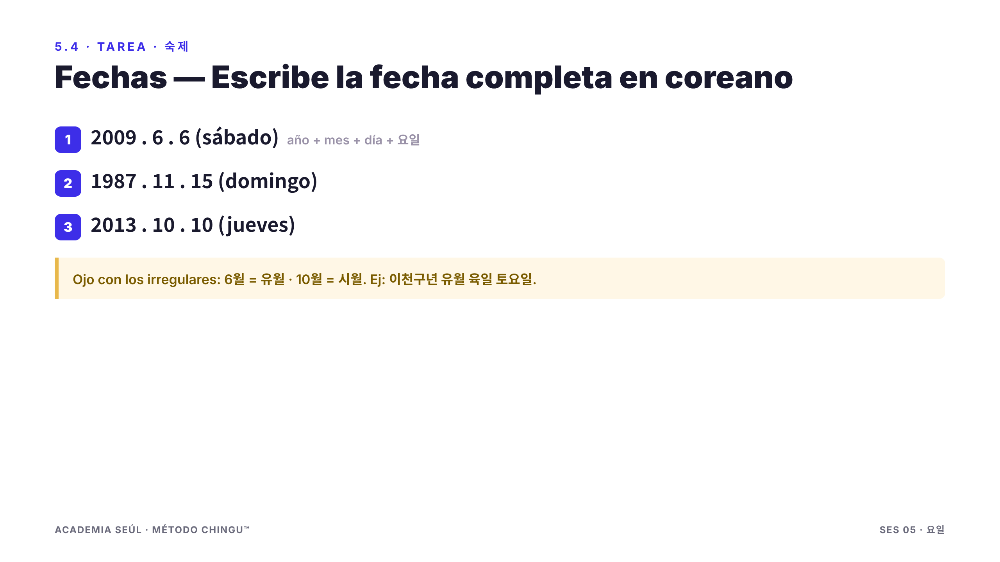 5.4 · TAREA · 숙제
Fechas — Escribe la fecha completa en coreano
1 2009 . 6 . 6 (sábado) año + mes + día + 요일
2 1987 . 11 . 15 (domingo)
3 2013 . 10 . 10 (jueves)
Ojo con los irregulares: 6월 = 유월 · 10월 = 시월. Ej: 이천구년 유월 육일 토요일.
ACADEMIA SEÚL · MÉTODO CHINGU™
SES 05 · 요일